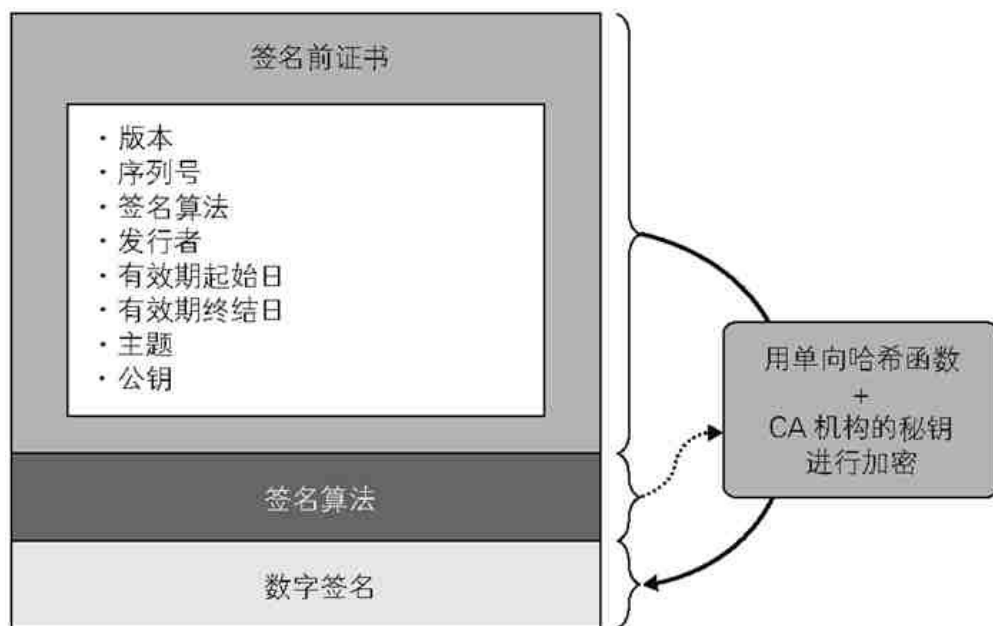 签名前证书
・版本
・序列号
・签名算法
・发行者
・有效期起始日
・有效期终结日
・主题
・公钥
签名算法
数字签名
用单向哈希函数
+
CA 机构的秘钥
进行加密